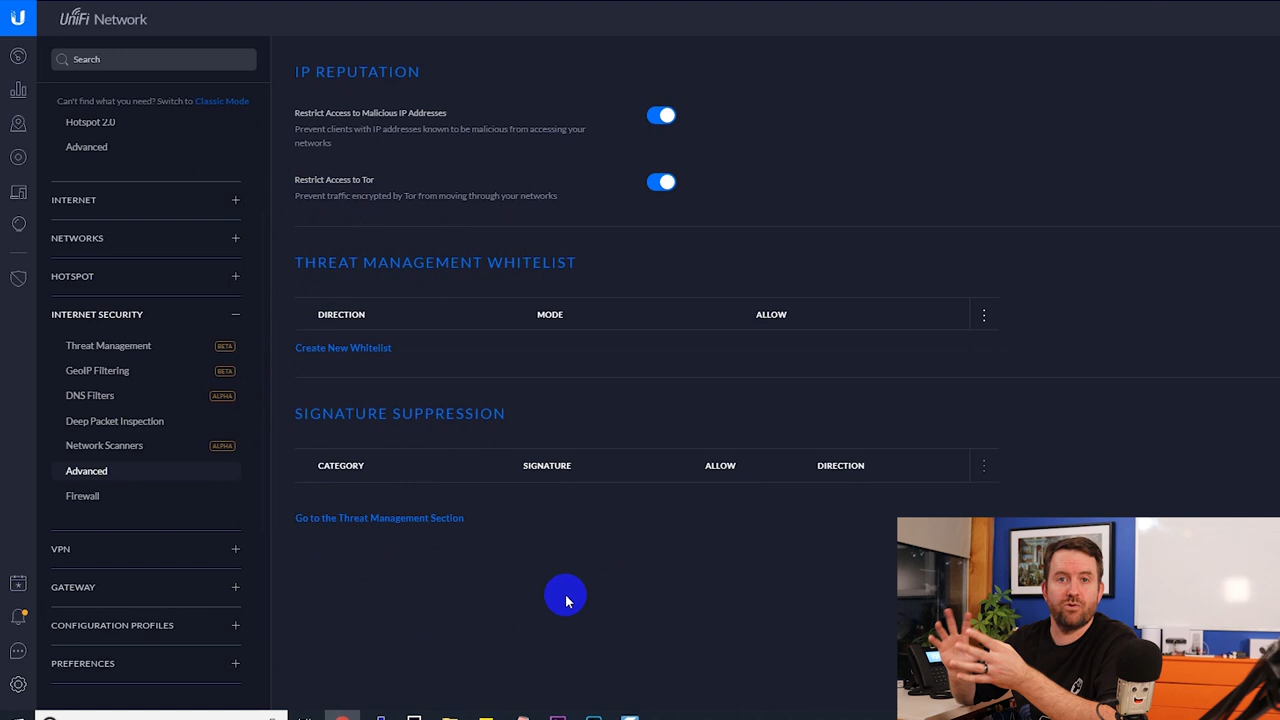 U
UniFi Network
Search
Can't find what you need? Switch to Classic Mode
Hotspot 2.0
Advanced
INTERNET
NETWORKS
HOTSPOT
INTERNET SECURITY
Threat Management BETA
GeoIP Filtering BETA
DNS Filters ALPHA
Deep Packet Inspection
Network Scanners ALPHA
Advanced
Firewall
VPN
GATEWAY
CONFIGURATION PROFILES
PREFERENCES
IP REPUTATION
Restrict Access to Malicious IP Addresses
Prevent clients with IP addresses known to be malicious from accessing your
networks
Restrict Access to Tor
Prevent traffic encrypted by Tor from moving through your networks
THREAT MANAGEMENT WHITELIST
DIRECTION MODE ALLOW
Create New Whitelist
SIGNATURE SUPPRESSION
CATEGORY SIGNATURE ALLOW DIRECTION
Go to the Threat Management Section